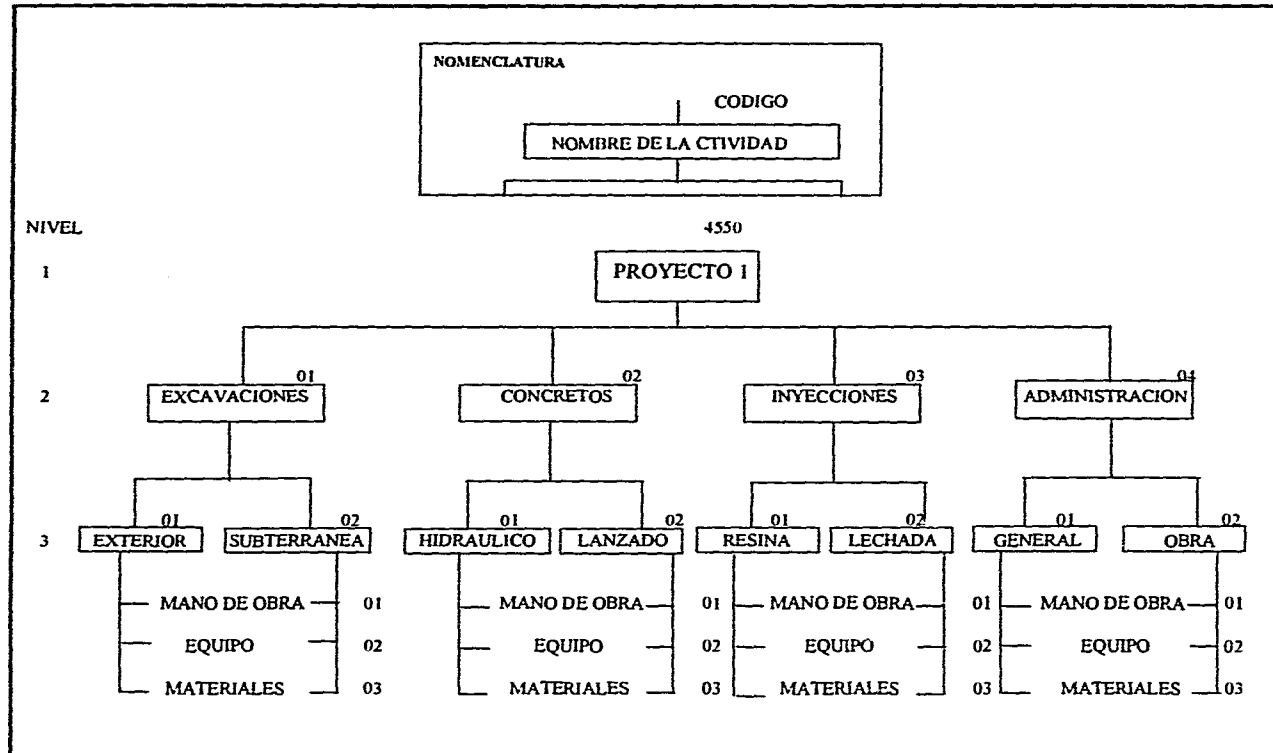 NOMENCLATURA
CODIGO
NOMBRE DE LA CTIVIDAD
NIVEL 4550
1 PROYECTO 1
01 02 03 04
2 EXCAVACIONES CONCRETOS INYECCIONES ADMINISTRACION
01 02 01 02 01 02 01 02
3 EXTERIOR SUBTERRANEA HIDRAULICO LANZADO RESINA LECHADA GENERAL OBRA
MANO DE OBRA 01 MANO DE OBRA 01 MANO DE OBRA 01 MANO DE OBRA 01
EQUIPO 02 EQUIPO 02 EQUIPO 02 EQUIPO 02
MATERIALES 03 MATERIALES 03 MATERIALES 03 MATERIALES 03